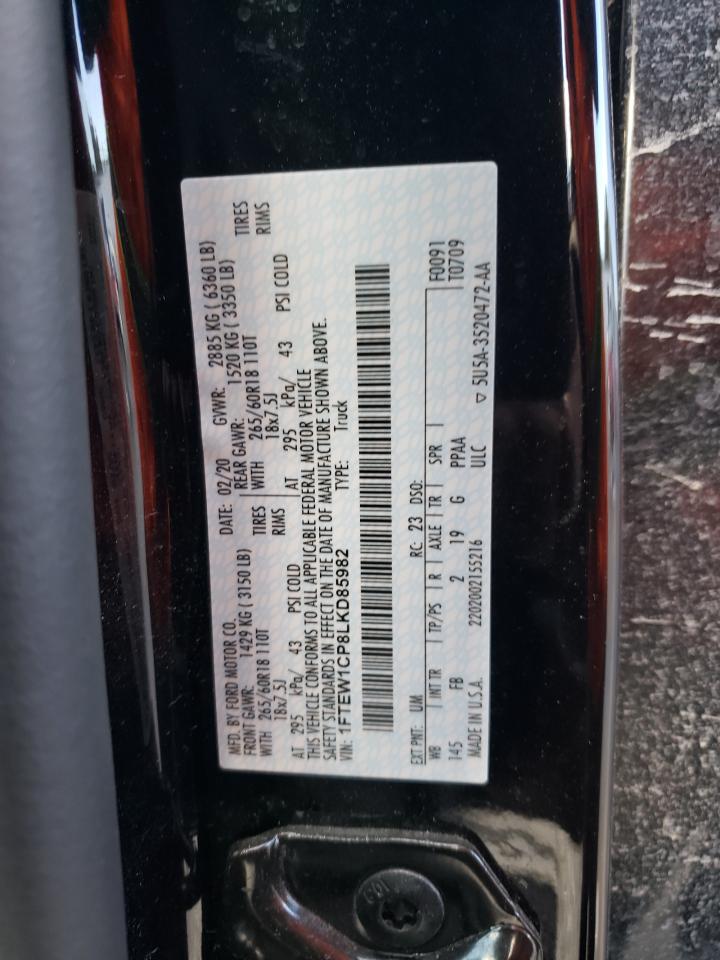 MFD. BY FORD MOTOR CO. DATE: 02/20 GVWR: 2885 KG ( 6360 LB)
FRONT GAWR: 1429 KG ( 3150 LB) REAR GAWR: 1520 KG ( 3350 LB)
WITH 265/60R18 110T TIRES WITH 265/60R18 110T TIRES
18x7.5J RIMS 18x7.5J RIMS
AT 295 kPa/ 43 PSI COLD AT 295 kPa/ 43 PSI COLD
THIS VEHICLE CONFORMS TO ALL APPLICABLE FEDERAL MOTOR VEHICLE
SAFETY STANDARDS IN EFFECT ON THE DATE OF MANUFACTURE SHOWN ABOVE.
VIN: 1FTEW1CP8LKD85982 TYPE: Truck
EXT PNT: UM RC: 23 DSO: F0091
WB INT TR TP/PS R AXLE TR SPR T0709
145 FB 2 19 G PPAA
MADE IN U.S.A. 2202002155216 ULC ▽ 5U5A-3520472-AA